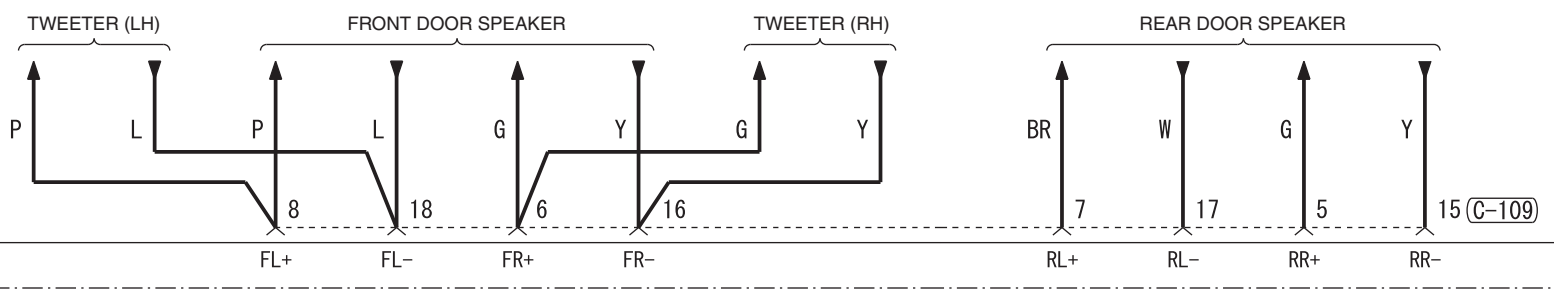 TWEETER (LH) FRONT DOOR SPEAKER TWEETER (RH) REAR DOOR SPEAKER
P L P L G Y G Y BR W G Y
8 18 6 16 7 17 5 15 C-109
FL+ FL- FR+ FR- RL+ RL- RR+ RR-